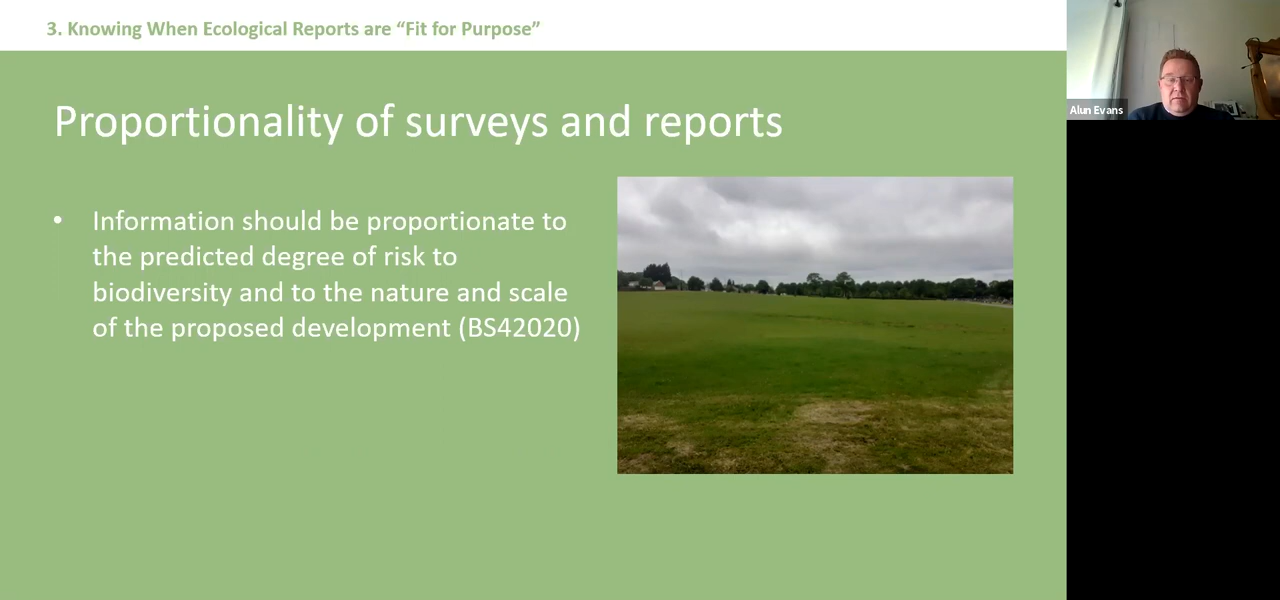 3. Knowing When Ecological Reports are “Fit for Purpose”
Alun Evans
Proportionality of surveys and reports
• Information should be proportionate to
the predicted degree of risk to
biodiversity and to the nature and scale
of the proposed development (BS42020)